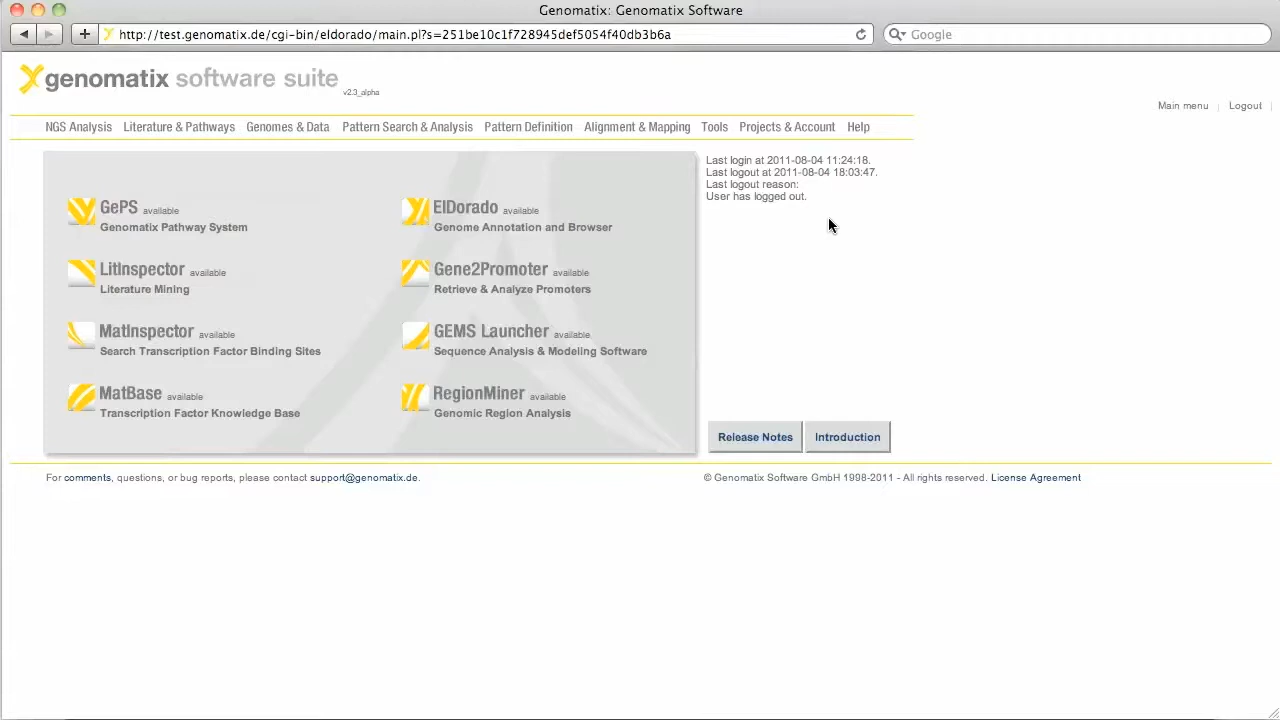 Genomatix: Genomatix Software
http://test.genomatix.de/cgi-bin/eldorado/main.pl?s=251be10c1f728945def5054f40db3b6a
Google
genomatix software suite v2.3_alpha
Main menu | Logout |
NGS Analysis Literature & Pathways Genomes & Data Pattern Search & Analysis Pattern Definition Alignment & Mapping Tools Projects & Account Help
GePS available
Genomatix Pathway System
ElDorado available
Genome Annotation and Browser
LitInspector available
Literature Mining
Gene2Promoter available
Retrieve & Analyze Promoters
MatInspector available
Search Transcription Factor Binding Sites
GEMS Launcher available
Sequence Analysis & Modeling Software
MatBase available
Transcription Factor Knowledge Base
RegionMiner available
Genomic Region Analysis
Last login at 2011-08-04 11:24:18.
Last logout at 2011-08-04 18:03:47.
Last logout reason:
User has logged out.
Release Notes Introduction
For comments, questions, or bug reports, please contact support@genomatix.de.
© Genomatix Software GmbH 1998-2011 - All rights reserved. License Agreement